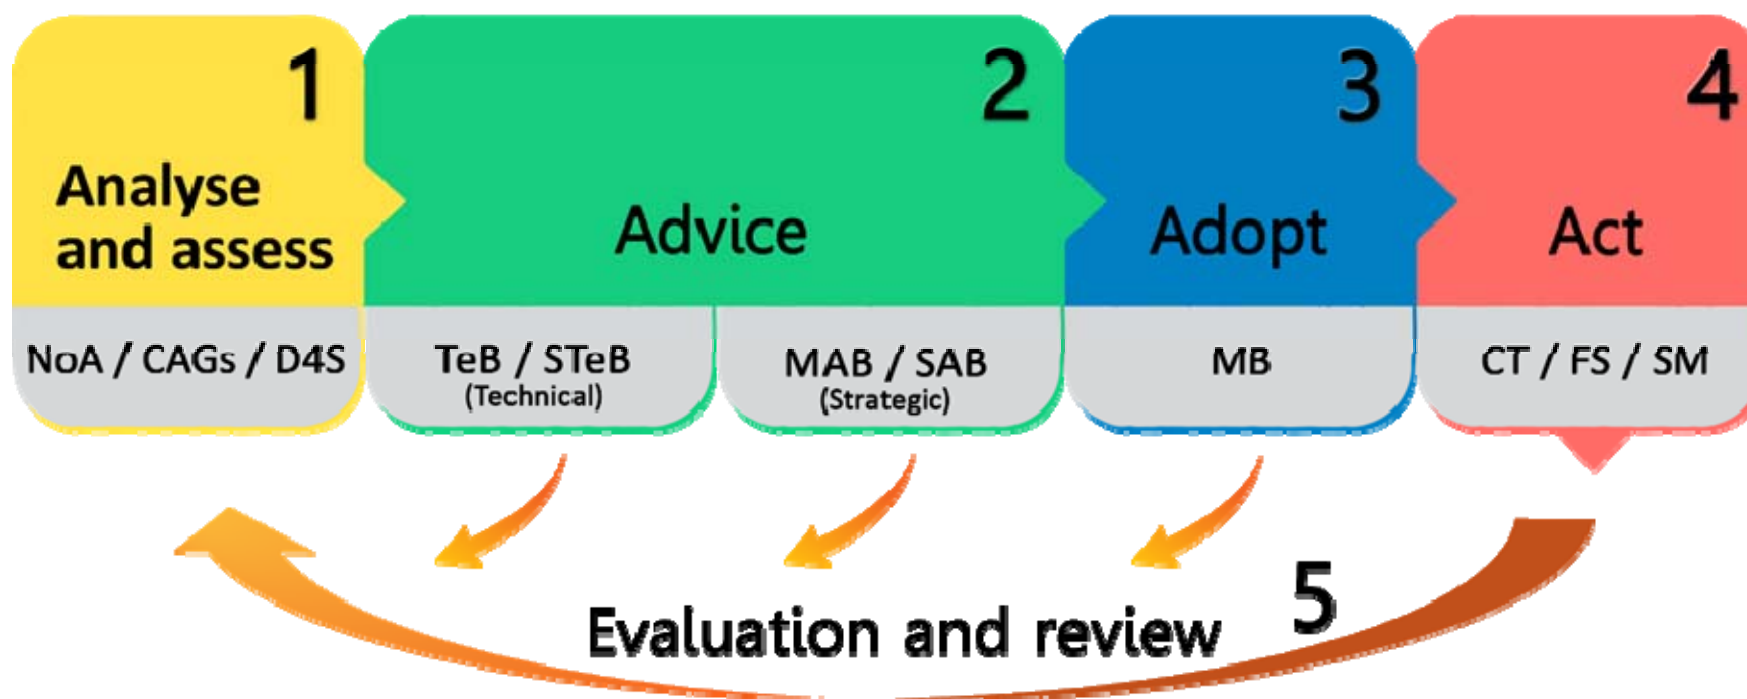 1
Analyse
and assess
NoA / CAGs / D4S
2
Advice
TeB / STeB
(Technical)
MAB / SAB
(Strategic)
3
Adopt
MB
4
Act
CT / FS / SM
5
Evaluation and review